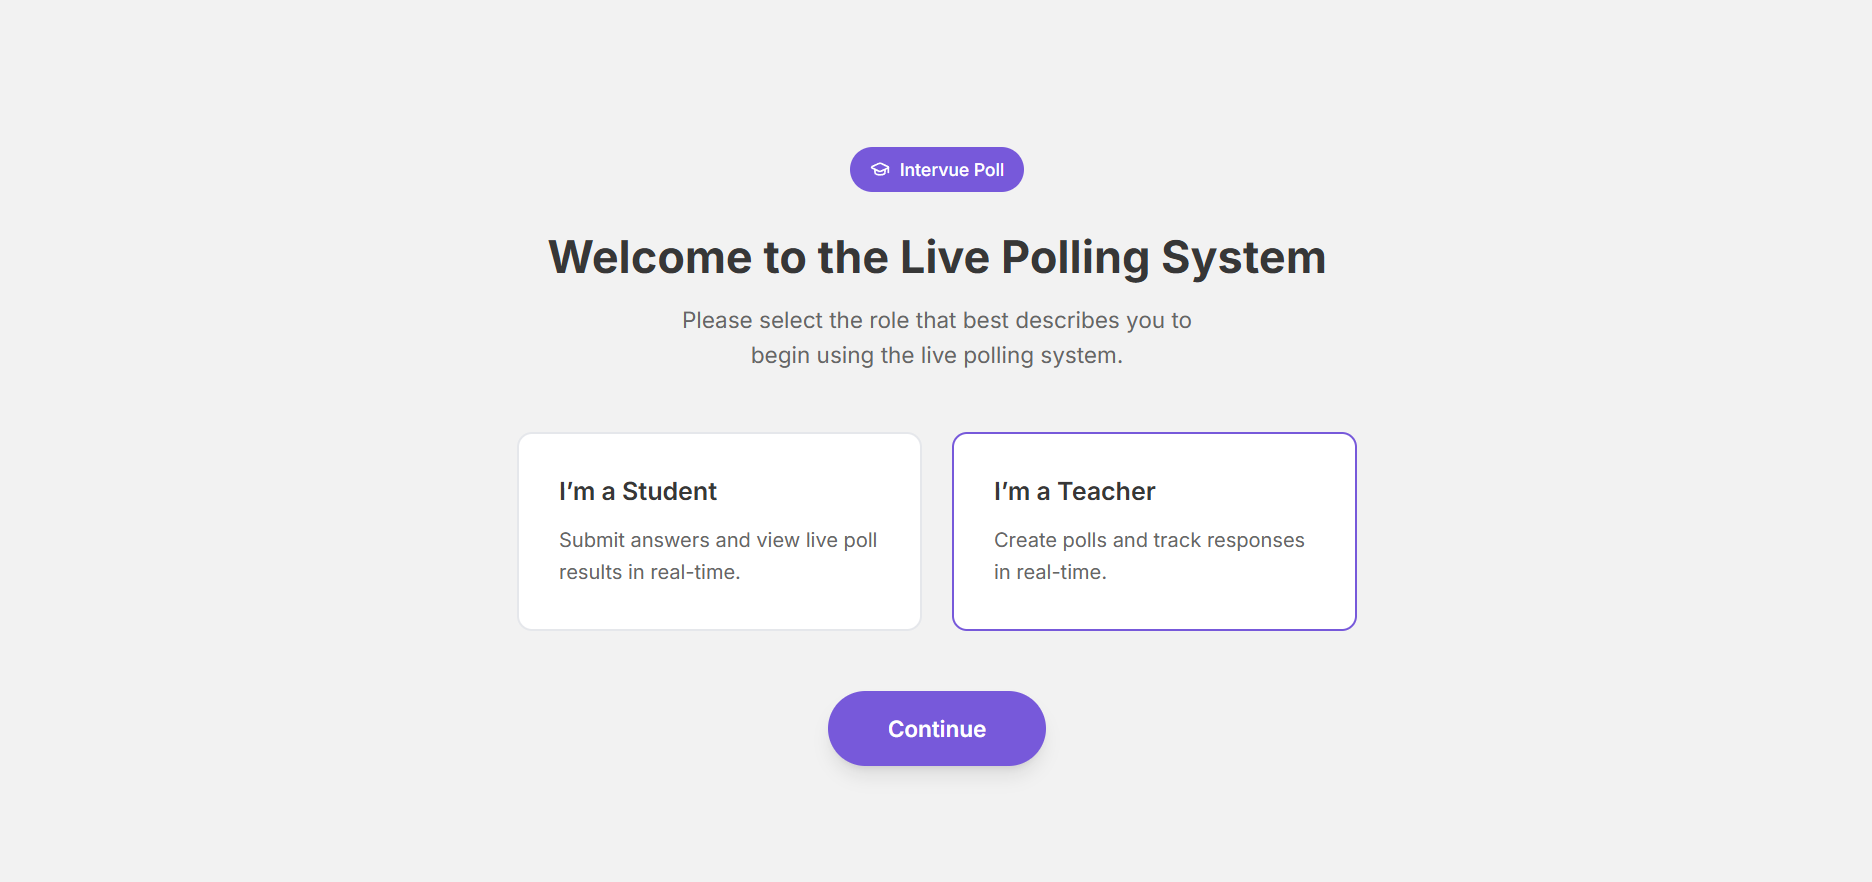 Intervue Poll
Welcome to the Live Polling System
Please select the role that best describes you to
begin using the live polling system.
I’m a Student
Submit answers and view live poll
results in real-time.
I’m a Teacher
Create polls and track responses
in real-time.
Continue